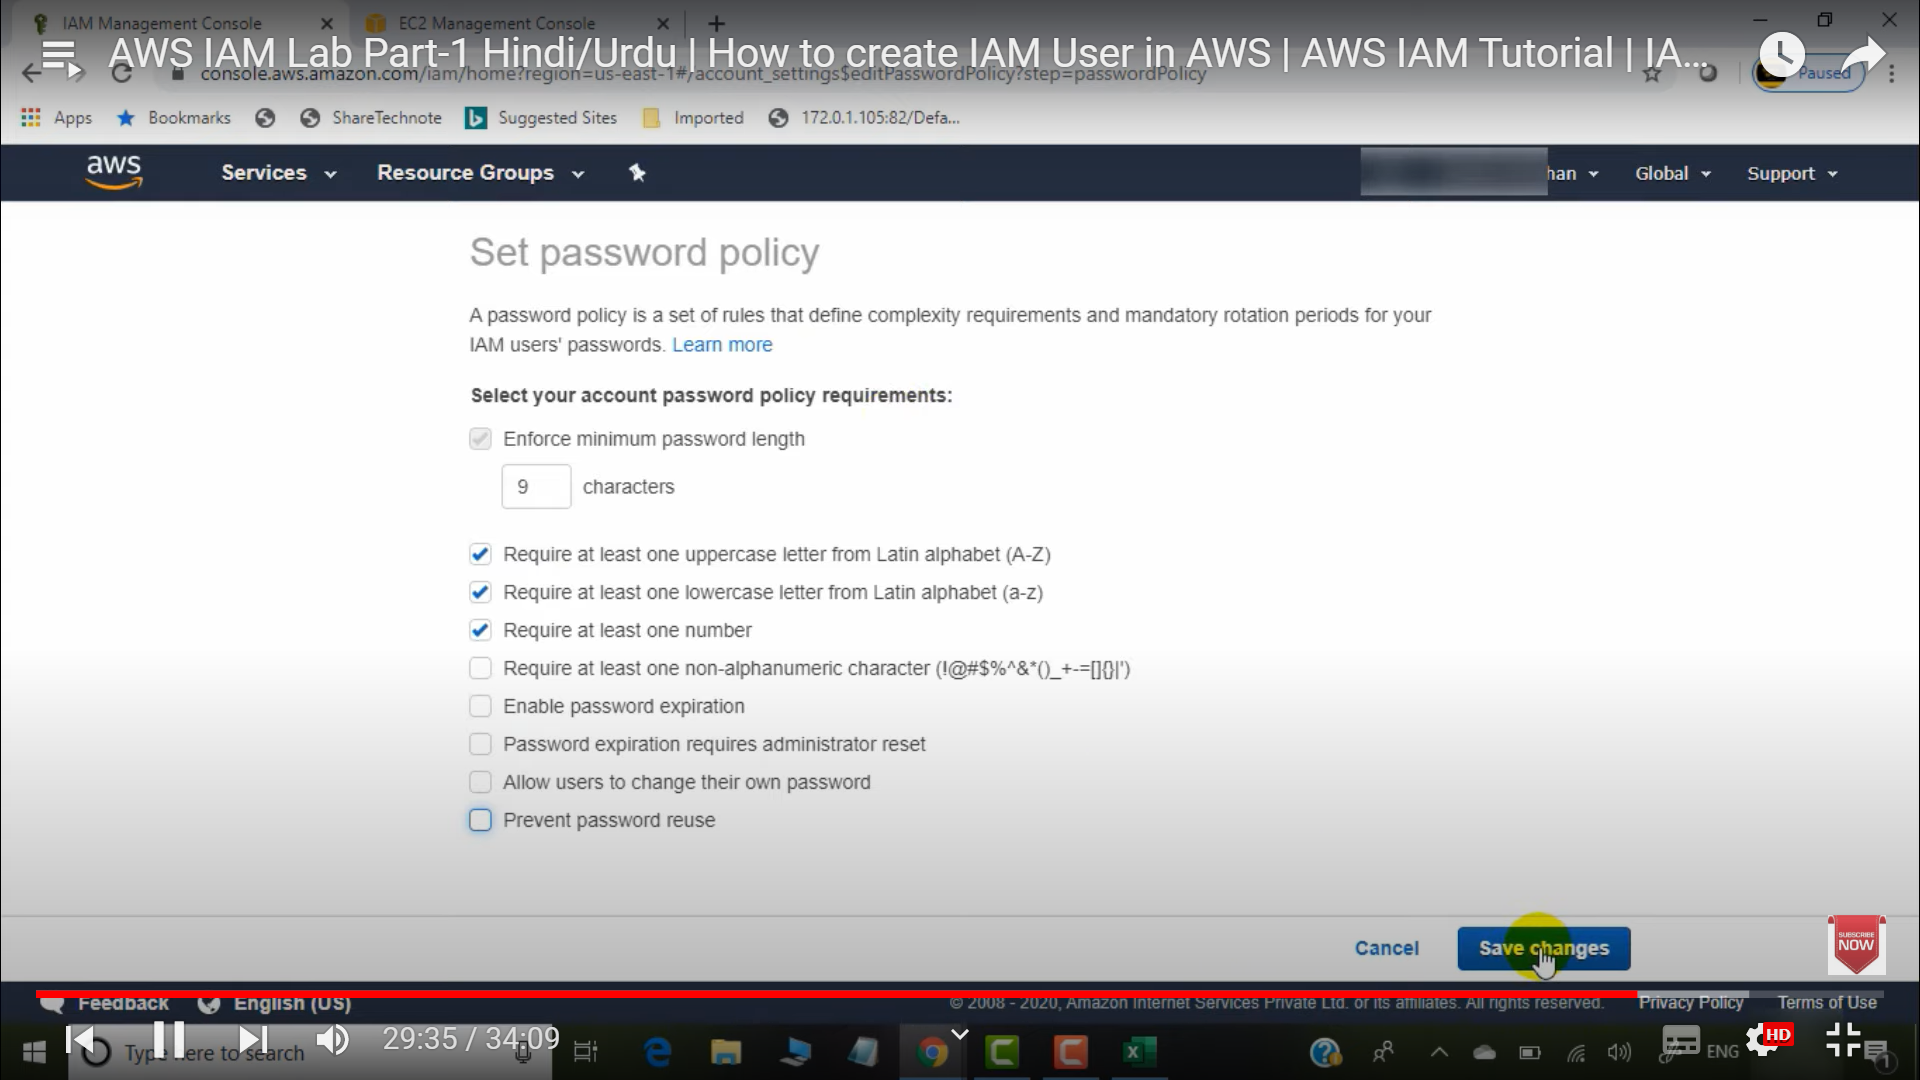 IAM Management Console
EC2 Management Console
AWS IAM Lab Part-1 Hindi/Urdu | How to create IAM User in AWS | AWS IAM Tutorial | IA...
console.aws.amazon.com/iam/home?region=us-east-1#/account_settings$editPasswordPolicy?step=passwordPolicy
Paused
Apps Bookmarks ShareTechnote Suggested Sites Imported 172.0.1.105:82/Defa...
aws Services Resource Groups han Global Support
Set password policy
A password policy is a set of rules that define complexity requirements and mandatory rotation periods for your
IAM users' passwords. Learn more
Select your account password policy requirements:
Enforce minimum password length
9 characters
Require at least one uppercase letter from Latin alphabet (A-Z)
Require at least one lowercase letter from Latin alphabet (a-z)
Require at least one number
Require at least one non-alphanumeric character (!@#$%^&*()_+-=[]{}|')
Enable password expiration
Password expiration requires administrator reset
Allow users to change their own password
Prevent password reuse
Cancel Save changes
SUBSCRIBE
NOW
Feedback English (US) © 2008 - 2020, Amazon Internet Services Private Ltd. or its affiliates. All rights reserved. Privacy Policy Terms of Use
Type here to search 29:35 / 34:09 ENG HD 1